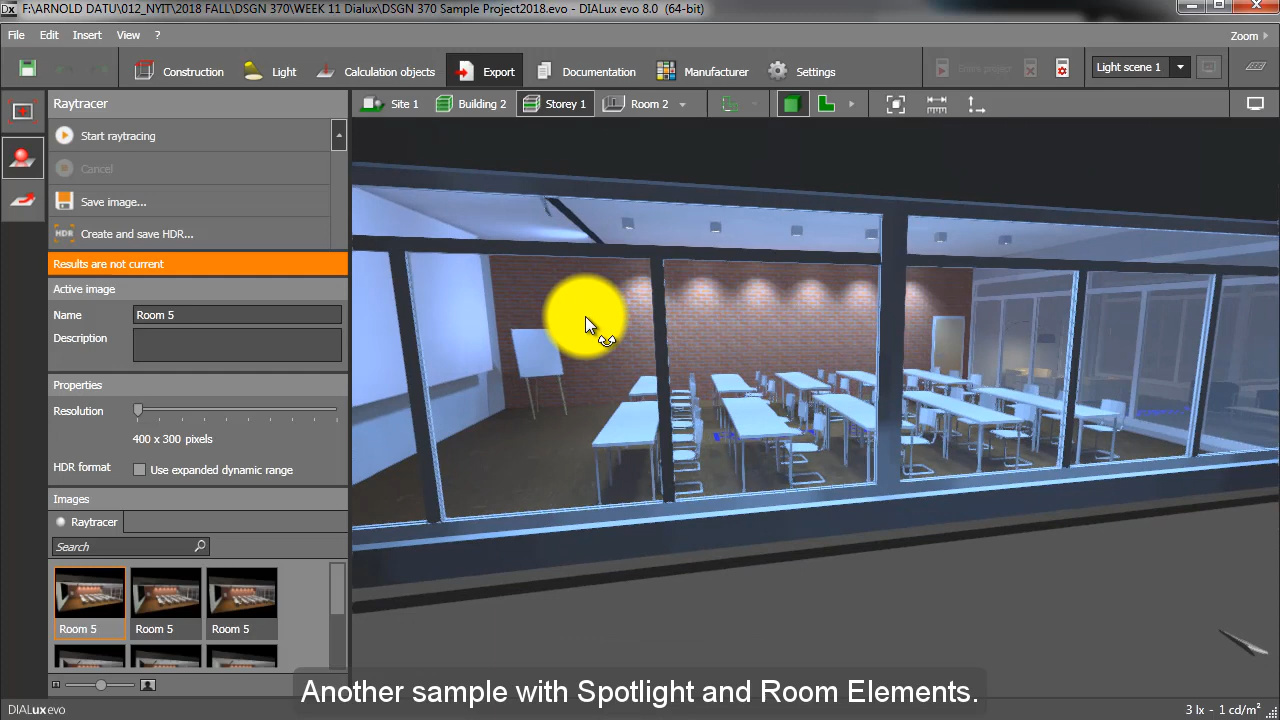 F:\ARNOLD DATU\012_NYIT\2018 FALL\DSGN 370\WEEK 11 Dialux\DSGN 370 Sample Project2018.evo - DIALux evo 8.0 (64-bit)
File Edit Insert View ? Zoom
Construction Light Calculation objects Export Documentation Manufacturer Settings Light scene 1
Raytracer
Site 1 Building 2 Storey 1 Room 2
Start raytracing
Cancel
Save image...
HDR Create and save HDR...
Results are not current
Active image
Name Room 5
Description
Properties
Resolution
400 x 300 pixels
HDR format Use expanded dynamic range
Images
Raytracer
Search
Room 5 Room 5 Room 5
Another sample with Spotlight and Room Elements.
DIALux evo 3 lx - 1 cd/m²